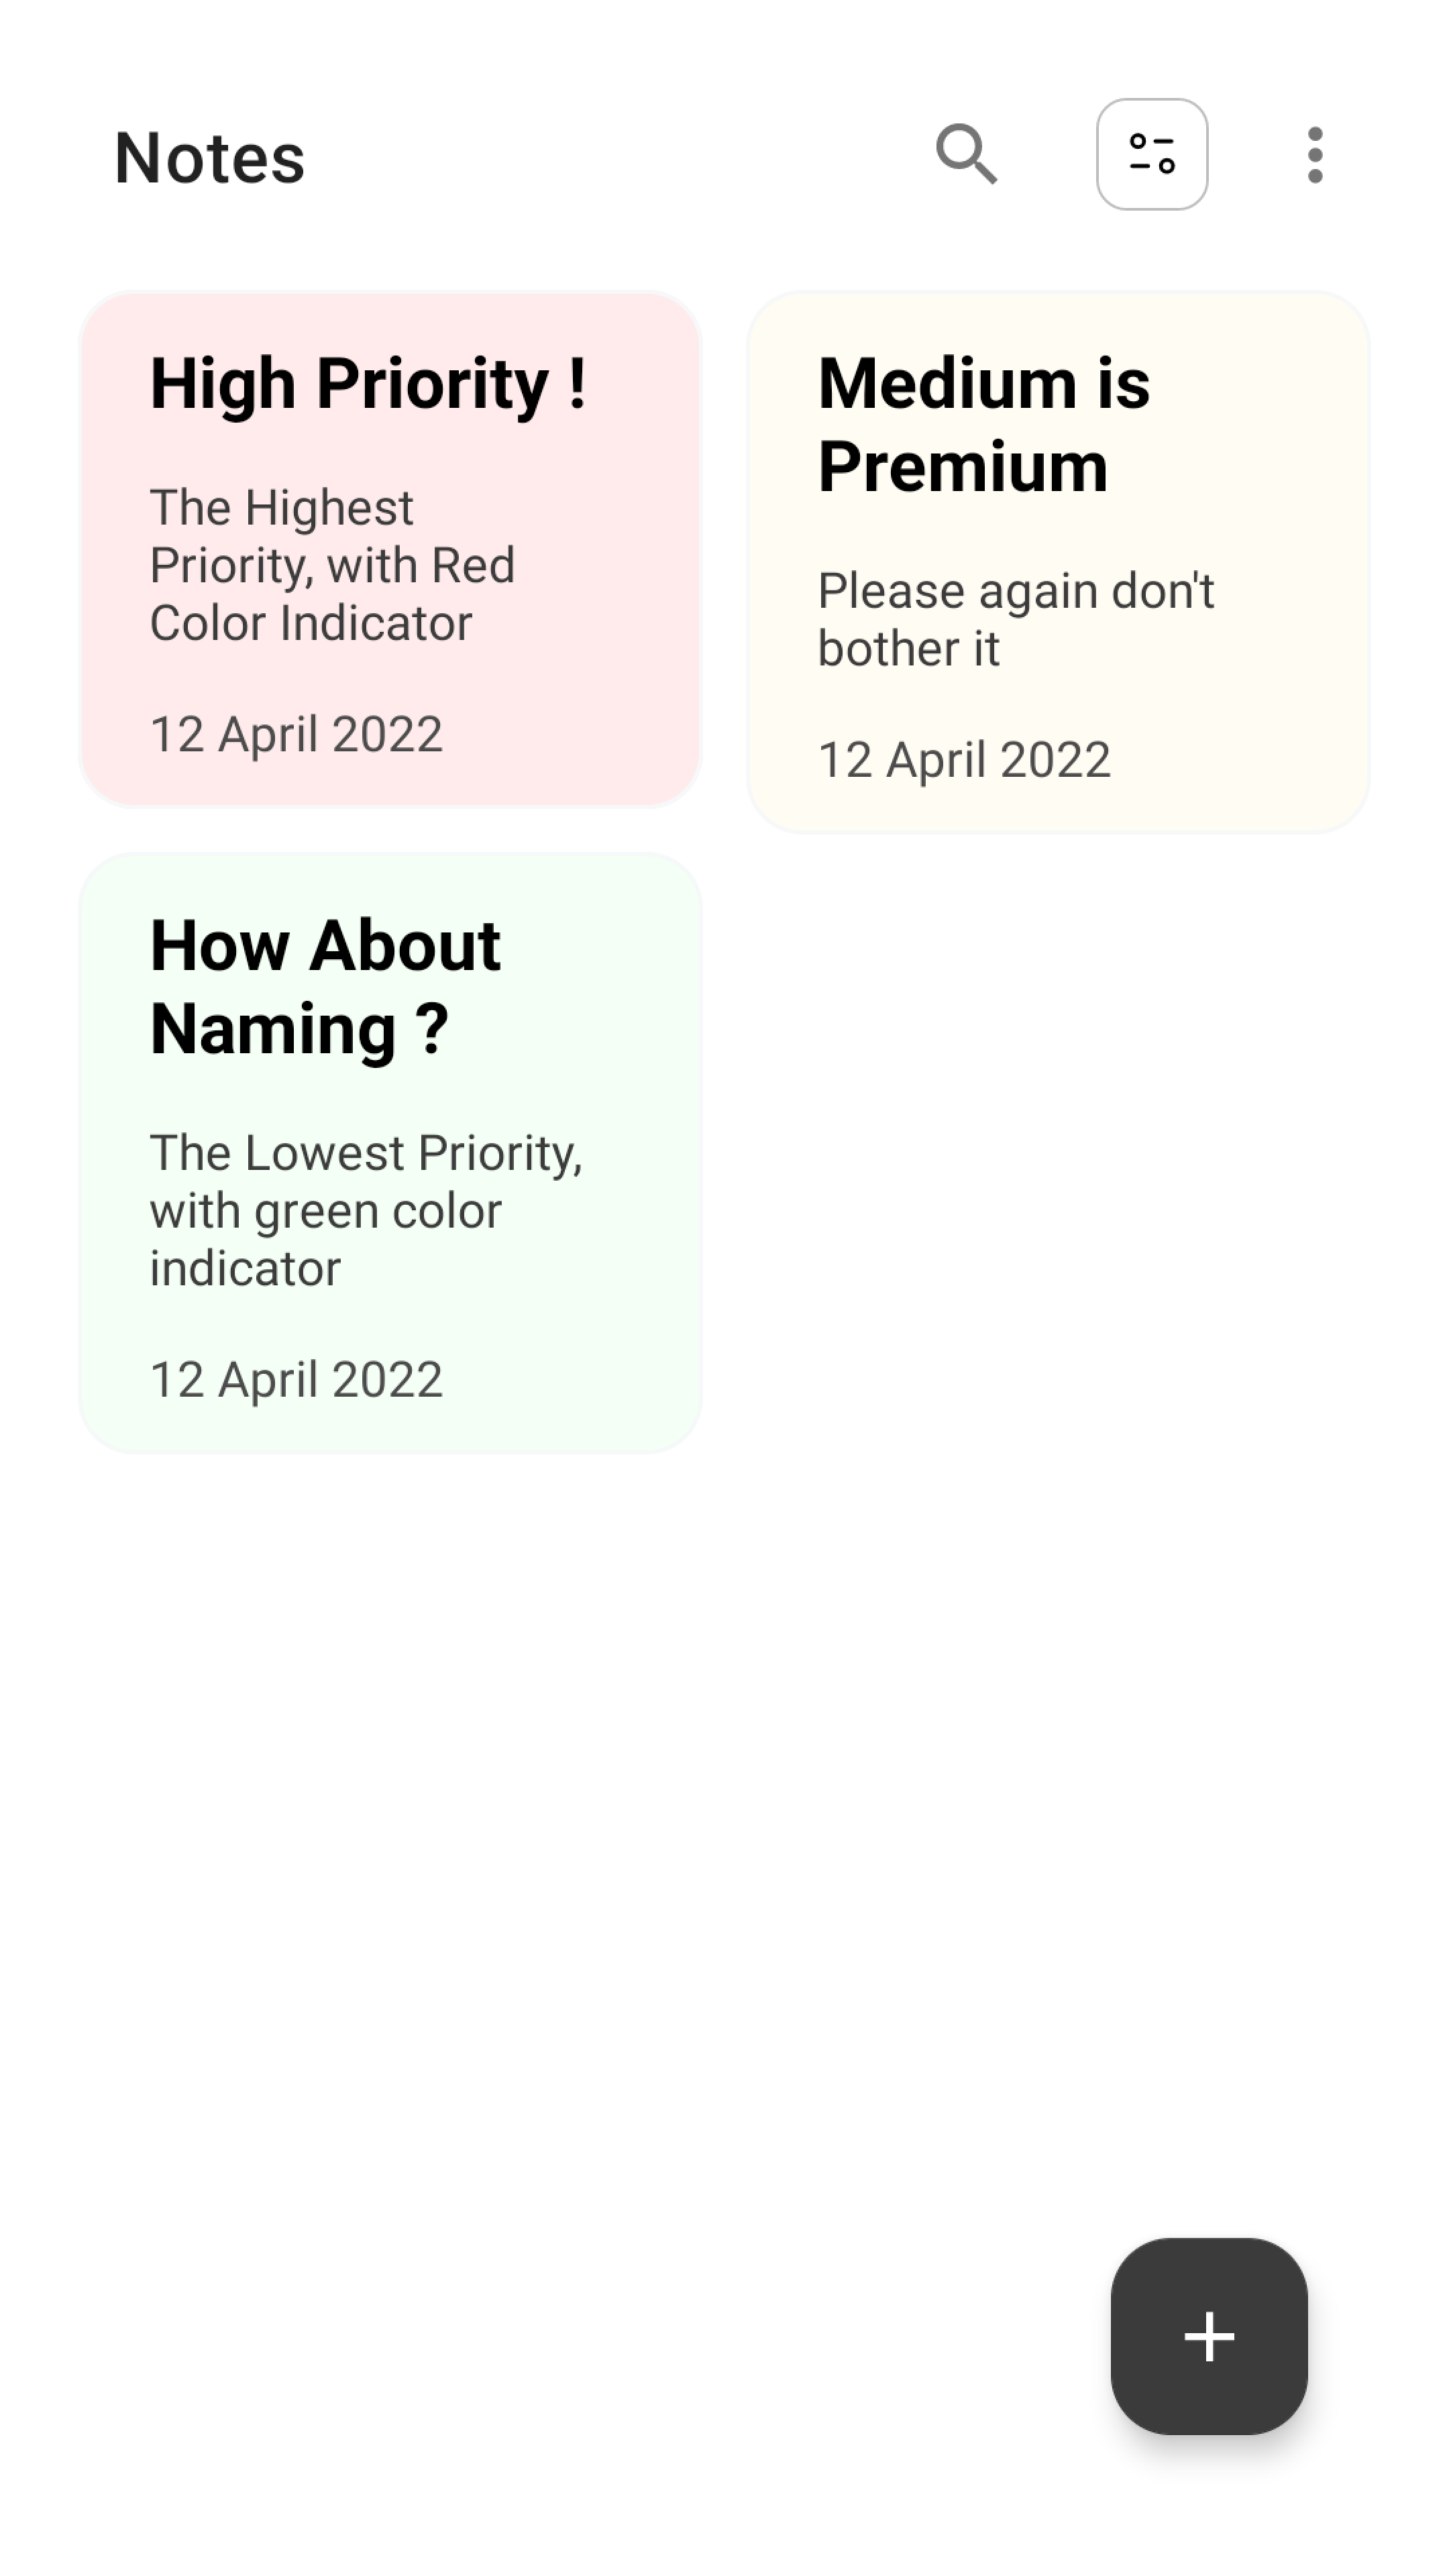 Notes
High Priority !
The Highest
Priority, with Red
Color Indicator
12 April 2022
Medium is
Premium
Please again don't
bother it
12 April 2022
How About
Naming ?
The Lowest Priority,
with green color
indicator
12 April 2022